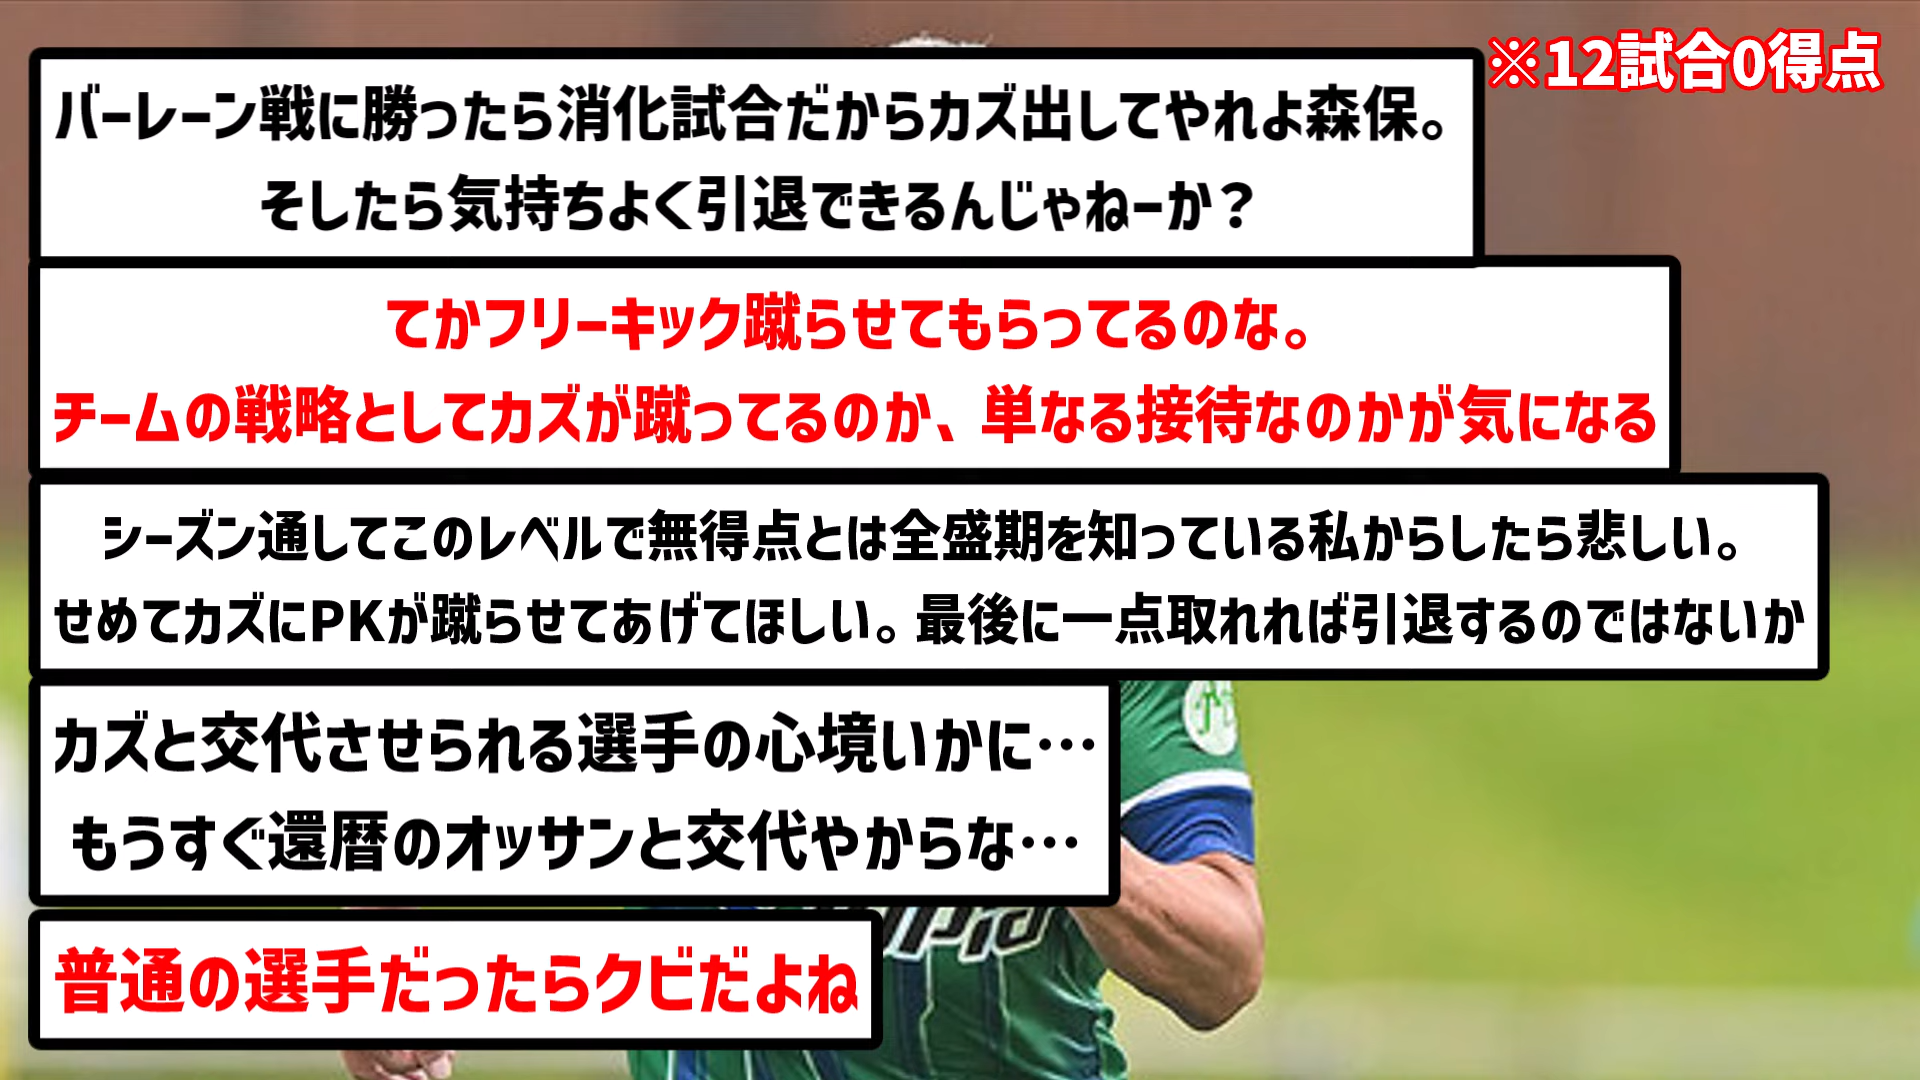 ※12試合0得点
バーレーン戦に勝ったら消化試合だからカズ出してやれよ森保。
そしたら気持ちよく引退できるんじゃねーか？
てかフリーキック蹴らせてもらってるのな。
チームの戦略としてカズが蹴ってるのか、単なる接待なのかが気になる
シーズン通してこのレベルで無得点とは全盛期を知っている私からしたら悲しい。
せめてカズにPKが蹴らせてあげてほしい。最後に一点取れれば引退するのではないか
カズと交代させられる選手の心境いかに…
もうすぐ還暦のオッサンと交代やからな…
普通の選手だったらクビだよね